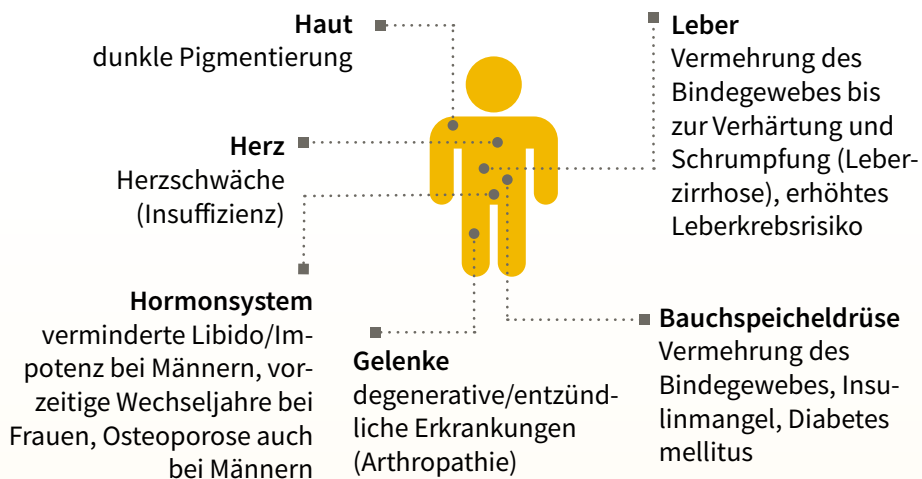 Haut
dunkle Pigmentierung
Herz
Herzschwäche
(Insuffizienz)
Hormonsystem
verminderte Libido/Im-
potenz bei Männern, vor-
zeitige Wechseljahre bei
Frauen, Osteoporose auch
bei Männern
Gelenke
degenerative/entzünd-
liche Erkrankungen
(Arthropathie)
Leber
Vermehrung des
Bindegewebes bis
zur Verhärtung und
Schrumpfung (Leber-
zirrhose), erhöhtes
Leberkrebsrisiko
Bauchspeicheldrüse
Vermehrung des
Bindegewebes, Insu-
linmangel, Diabetes
mellitus